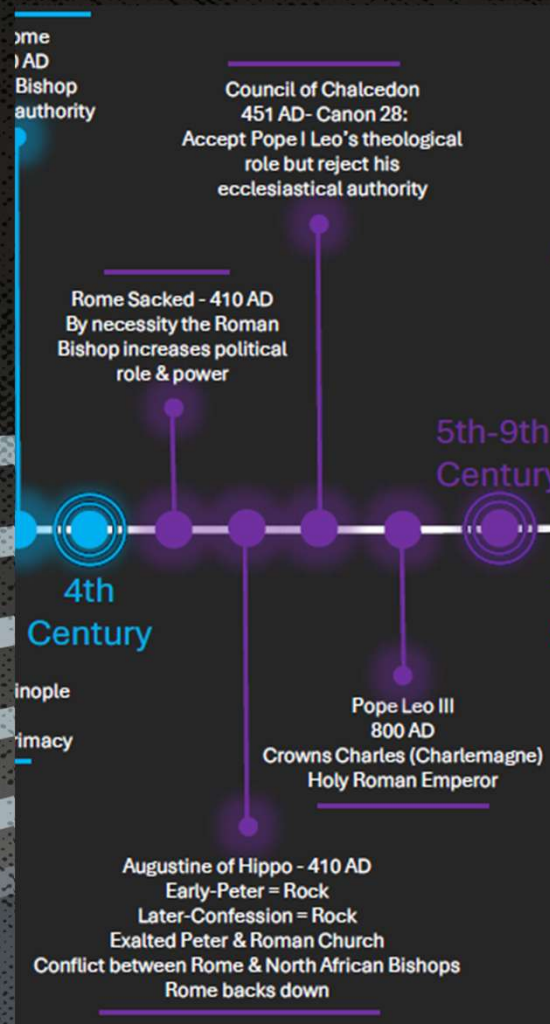 AD
Bishop
authority
Council of Chalcedon
451 AD- Canon 28:
Accept Pope I Leo's theological
role but reject his
ecclesiastical authority
Rome Sacked - 410 AD
By necessity the Roman
Bishop increases political
role & power
5th-9th
Century
4th
Century
Pope Leo III
800 AD
Crowns Charles (Charlemagne)
Holy Roman Emperor
Augustine of Hippo - 410 AD
Early-Peter = Rock
Later-Confession = Rock
Exalted Peter & Roman Church
Conflict between Rome & North African Bishops
Rome backs down